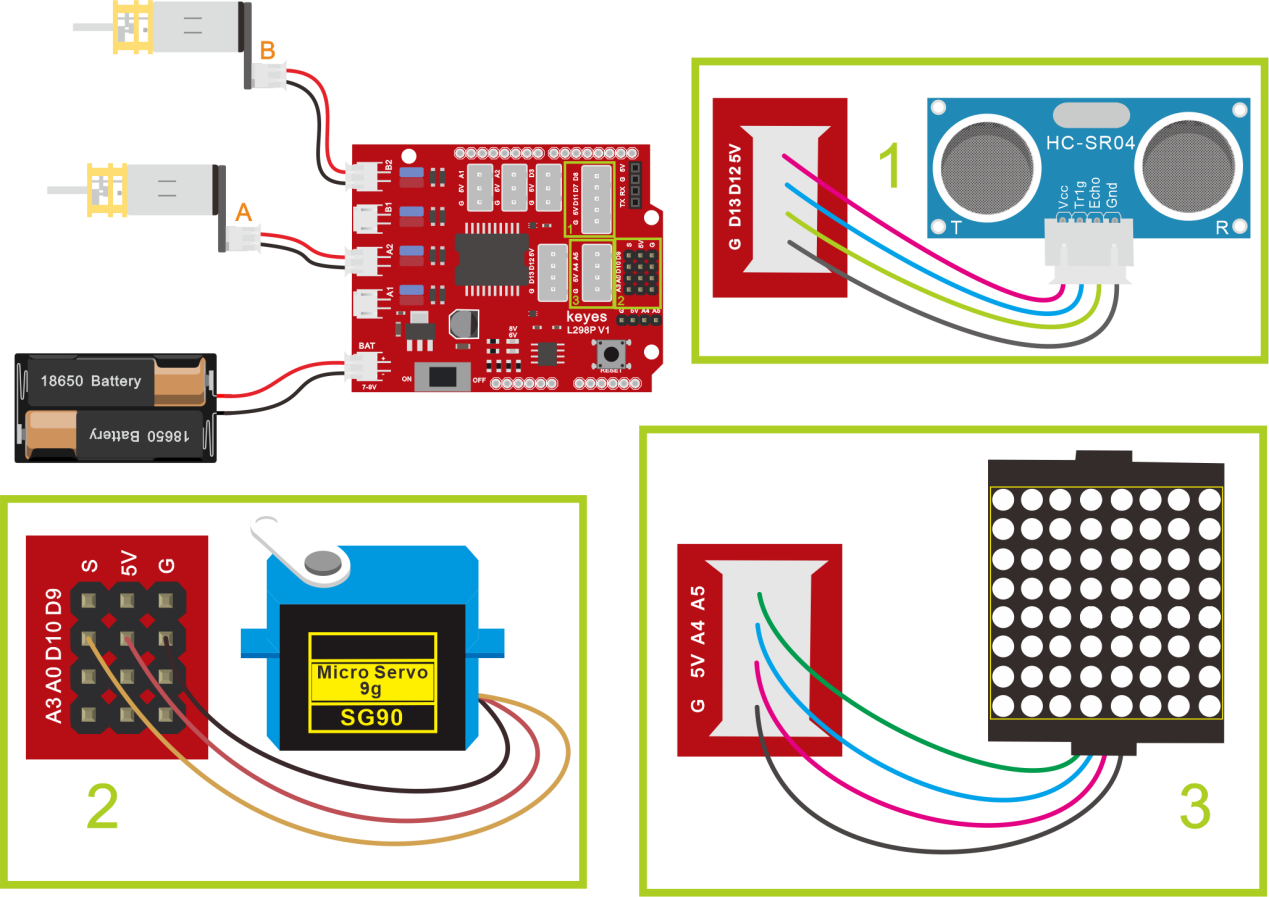 B
A
18650 Battery
18650 Battery
B2
B1
A2
A1
BAT
+
-
7-9V
ON
OFF
G 5V A1
G 5V A2
G 5V D3
G 5V D11 D7 D8
1
TX RX G 5V
G D13 D12 5V
G 5V A4 A5
3
S 5V G
A3 A0 D10 D9
2
G 5V A4 A5
keyes
L298P V1
8V
6V
RESET
G D13 D12 5V
1
HC-SR04
Vcc
Tr1g
Echo
Gnd
T
R
S 5V G
A3 A0 D10 D9
Micro Servo
9g
SG90
2
G 5V A4 A5
3